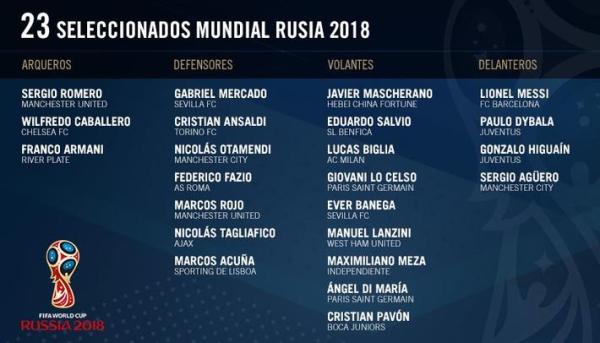 23 SELECCIONADOS MUNDIAL RUSIA 2018
ARQUEROS
SERGIO ROMERO
MANCHESTER UNITED
WILFREDO CABALLERO
CHELSEA FC
FRANCO ARMANI
RIVER PLATE
DEFENSORES
GABRIEL MERCADO
SEVILLA FC
CRISTIAN ANSALDI
TORINO FC
NICOLÁS OTAMENDI
MANCHESTER CITY
FEDERICO FAZIO
AS ROMA
MARCOS ROJO
MANCHESTER UNITED
NICOLÁS TAGLIAFICO
AJAX
MARCOS ACUÑA
SPORTING DE LISBOA
VOLANTES
JAVIER MASCHERANO
HEBEI CHINA FORTUNE
EDUARDO SALVIO
SL BENFICA
LUCAS BIGLIA
AC MILAN
GIOVANI LO CELSO
PARIS SAINT GERMAIN
EVER BANEGA
SEVILLA FC
MANUEL LANZINI
WEST HAM UNITED
MAXIMILIANO MEZA
INDEPENDIENTE
ÁNGEL DI MARÍA
PARIS SAINT GERMAIN
CRISTIAN PAVÓN
BOCA JUNIORS
DELANTEROS
LIONEL MESSI
FC BARCELONA
PAULO DYBALA
JUVENTUS
GONZALO HIGUAÍN
JUVENTUS
SERGIO AGÜERO
MANCHESTER CITY
FIFA WORLD CUP
RUSSIA 2018